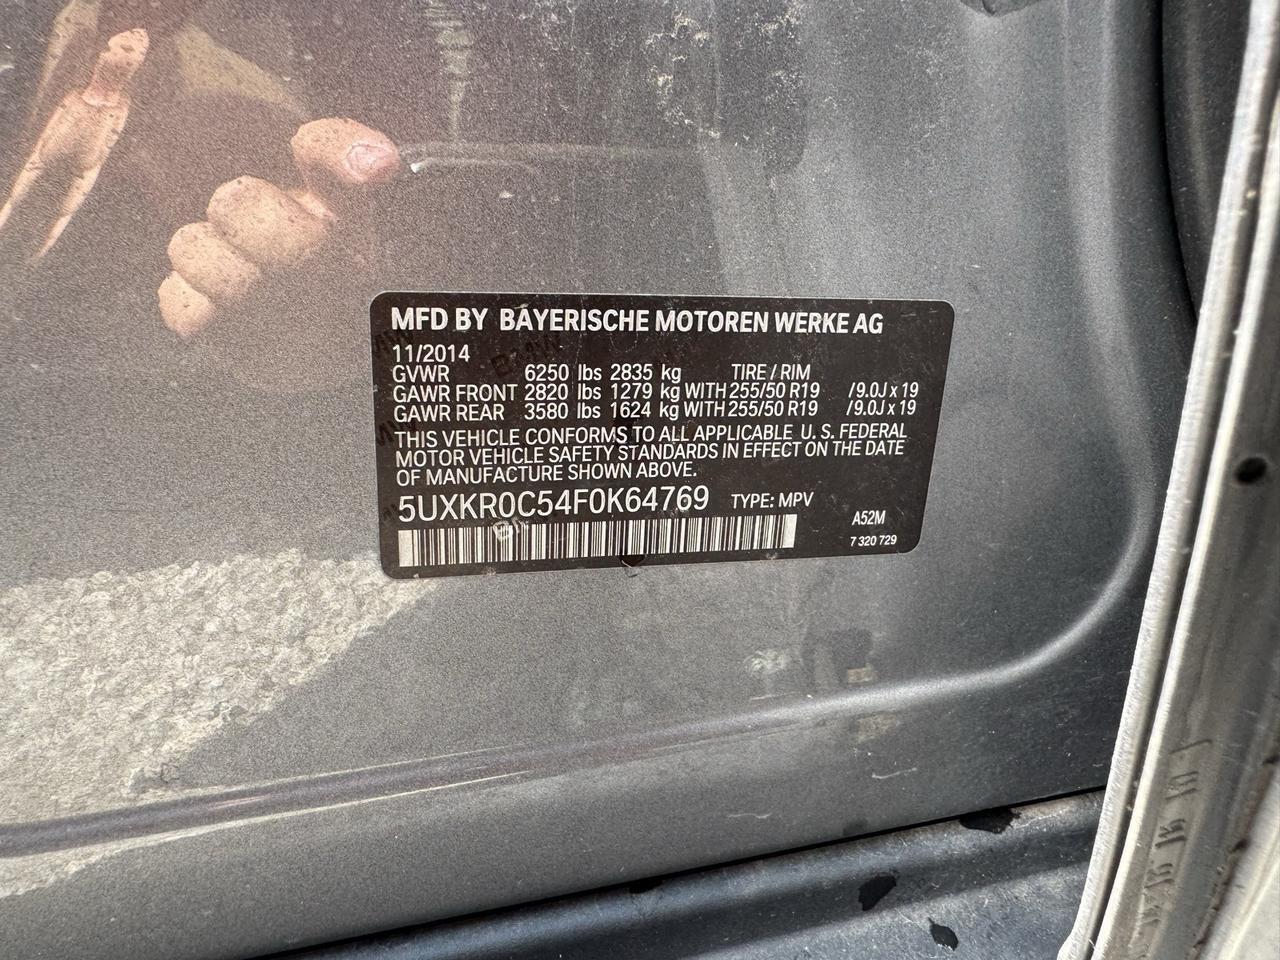 MFD BY BAYERISCHE MOTOREN WERKE AG
11/2014
GVWR 6250 lbs 2835 kg TIRE / RIM
GAWR FRONT 2820 lbs 1279 kg WITH 255/50 R19 /9.0J x 19
GAWR REAR 3580 lbs 1624 kg WITH 255/50 R19 /9.0J x 19
THIS VEHICLE CONFORMS TO ALL APPLICABLE U. S. FEDERAL
MOTOR VEHICLE SAFETY STANDARDS IN EFFECT ON THE DATE
OF MANUFACTURE SHOWN ABOVE.
5UXKR0C54F0K64769 TYPE: MPV
A52M
7 320 729